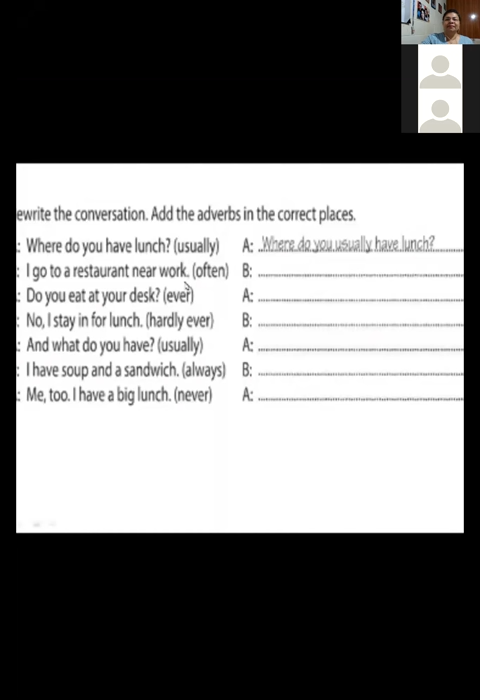 ewrite the conversation. Add the adverbs in the correct places.
.: Where do you have lunch? (usually) A: Where do you usually have lunch?
: I go to a restaurant near work. (often) B:
.: Do you eat at your desk? (ever) A:
: No, I stay in for lunch. (hardly ever) B:
.: And what do you have? (usually) A:
: I have soup and a sandwich. (always) B:
.: Me, too. I have a big lunch. (never) A: